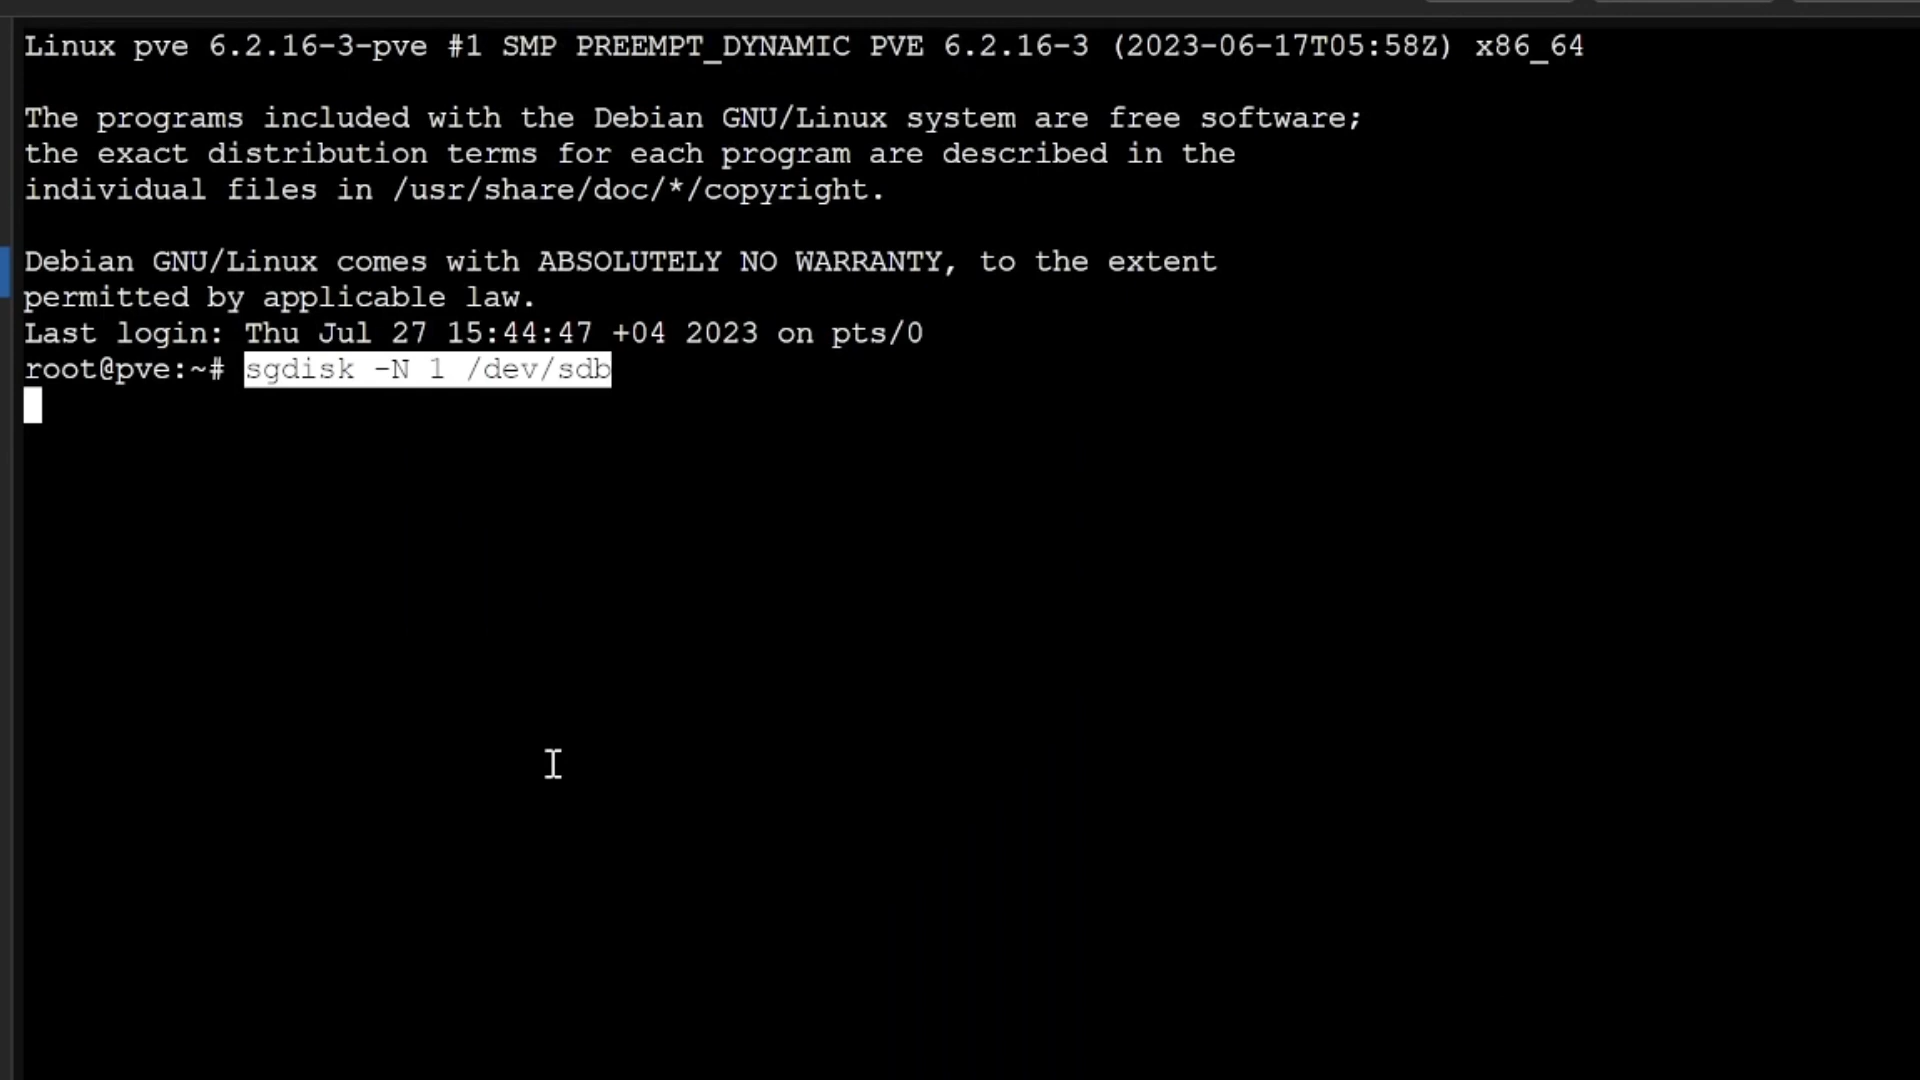 Linux pve 6.2.16-3-pve #1 SMP PREEMPT_DYNAMIC PVE 6.2.16-3 (2023-06-17T05:58Z) x86_64
The programs included with the Debian GNU/Linux system are free software;
the exact distribution terms for each program are described in the
individual files in /usr/share/doc/*/copyright.
Debian GNU/Linux comes with ABSOLUTELY NO WARRANTY, to the extent
permitted by applicable law.
Last login: Thu Jul 27 15:44:47 +04 2023 on pts/0
root@pve:~# sgdisk -N 1 /dev/sdb